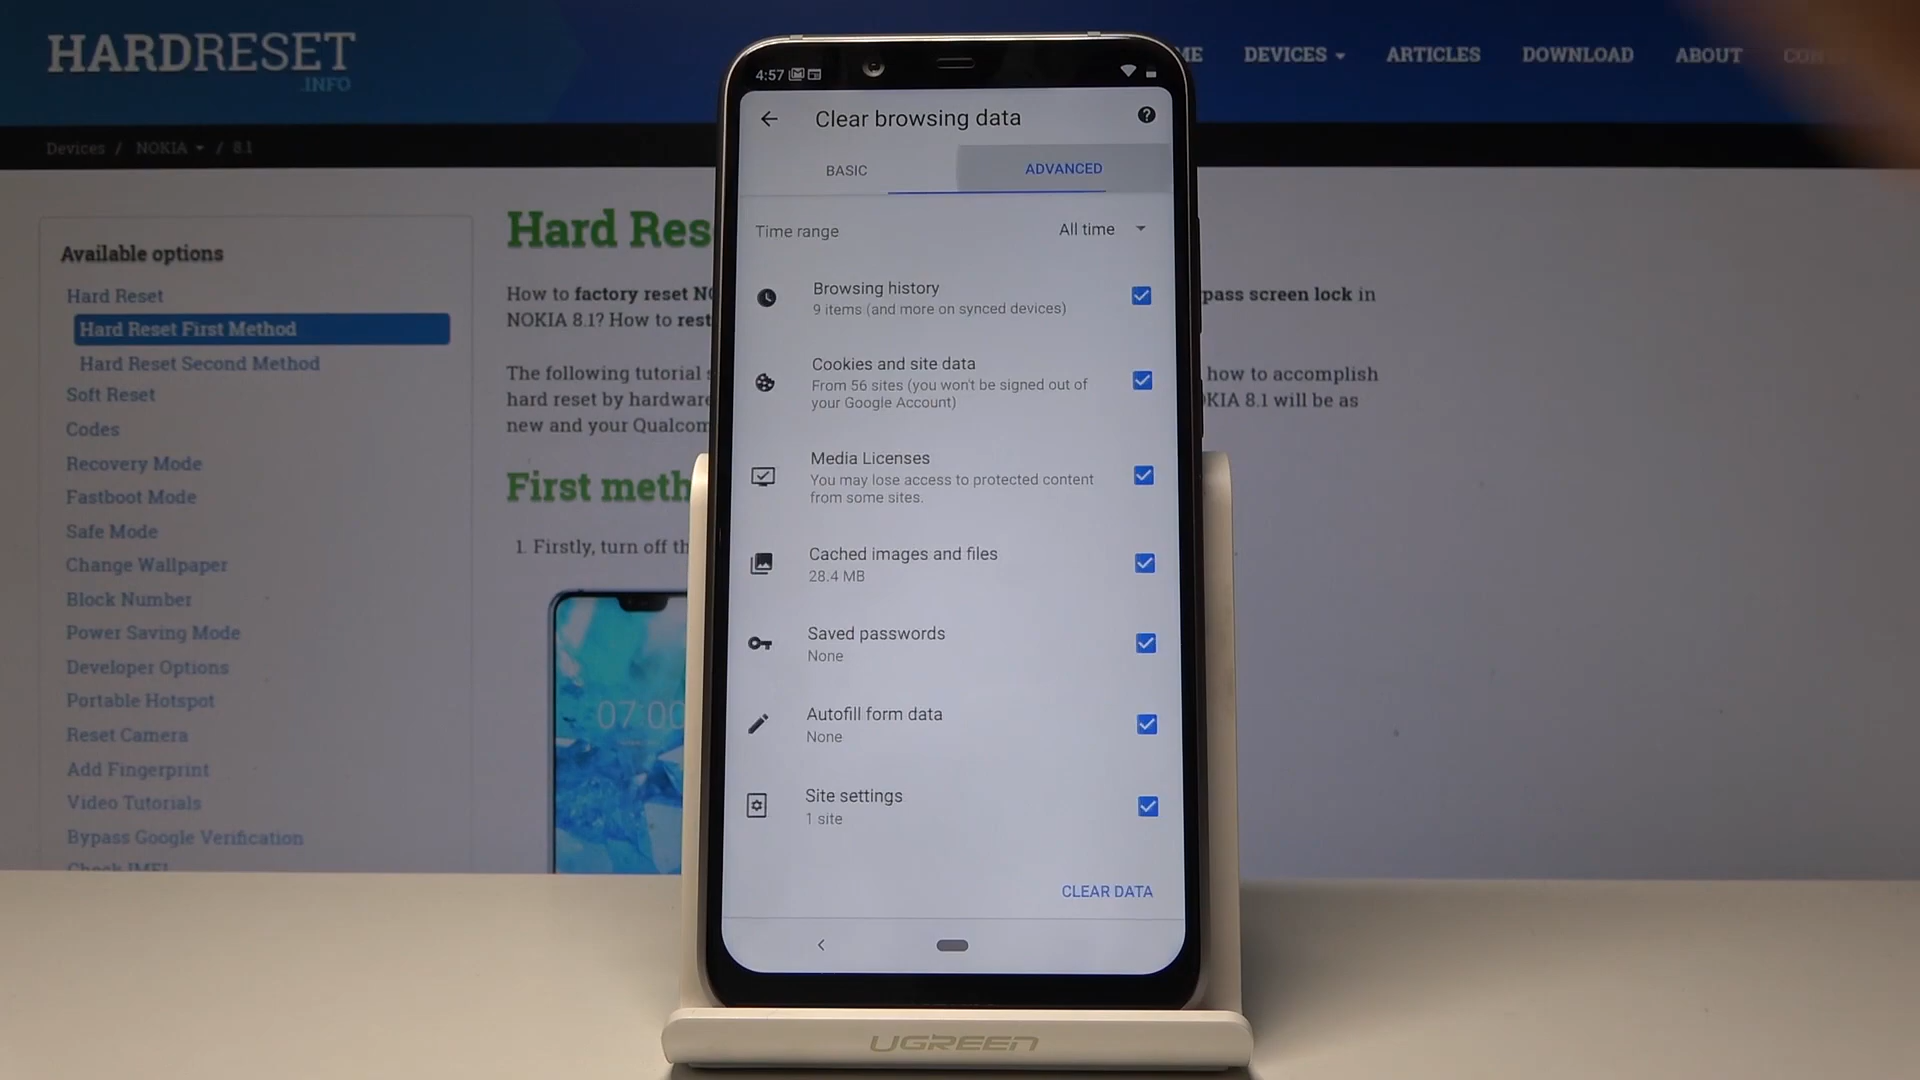 HARDRESET
.INFO
DEVICES
ARTICLES
DOWNLOAD
ABOUT
Devices / NOKIA / 8.1
Available options
Hard Reset
Hard Reset First Method
Hard Reset Second Method
Soft Reset
Codes
Recovery Mode
Fastboot Mode
Safe Mode
Change Wallpaper
Block Number
Power Saving Mode
Developer Options
Portable Hotspot
Reset Camera
Add Fingerprint
Video Tutorials
Bypass Google Verification
Check IMEI
Hard Res
How to factory reset N
pass screen lock in
NOKIA 8.1? How to rest
The following tutorial
how to accomplish
hard reset by hardware
KIA 8.1 will be as
new and your Qualcom
First meth
1. Firstly, turn off th
07:00
4:57
Clear browsing data
BASIC
ADVANCED
Time range
All time
Browsing history
9 items (and more on synced devices)
Cookies and site data
From 56 sites (you won't be signed out of
your Google Account)
Media Licenses
You may lose access to protected content
from some sites.
Cached images and files
28.4 MB
Saved passwords
None
Autofill form data
None
Site settings
1 site
CLEAR DATA
UGREEN